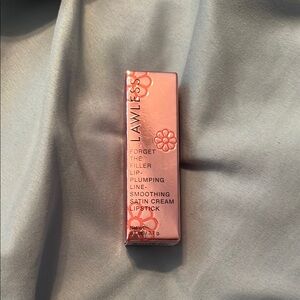 LAWLESS
FORGET
THE
FILLER
LIP-
PLUMPING
LINE-
SMOOTHING
SATIN CREAM
LIPSTICK